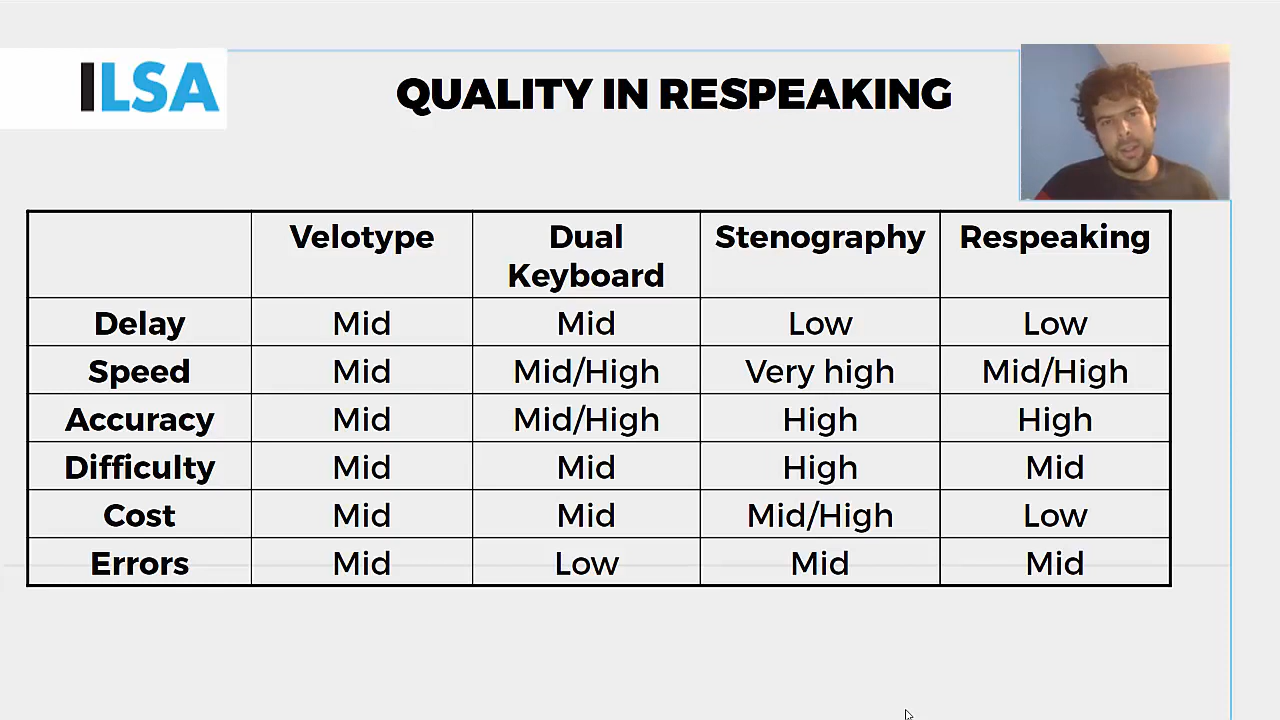 ILSA
QUALITY IN RESPEAKING
Velotype Dual Keyboard Stenography Respeaking
Delay Mid Mid Low Low
Speed Mid Mid/High Very high Mid/High
Accuracy Mid Mid/High High High
Difficulty Mid Mid High Mid
Cost Mid Mid Mid/High Low
Errors Mid Low Mid Mid